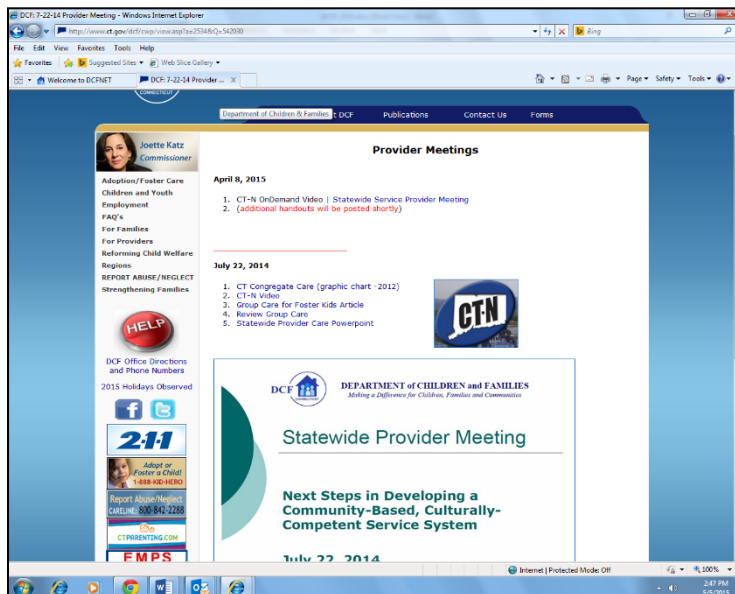 DCF: 7-22-14 Provider Meeting - Windows Internet Explorer
http://www.ct.gov/dcf/cwp/view.asp?a=2534&Q=542030
Bing
File Edit View Favorites Tools Help
Favorites Suggested Sites Web Slice Gallery
Welcome to DCFNET DCF: 7-22-14 Provider ... X
Page Safety Tools
CONNECTICUT
Department of Children & Families : DCF Publications Contact Us Forms
Joette Katz
Commissioner
Adoption/Foster Care
Children and Youth
Employment
FAQ's
For Families
For Providers
Reforming Child Welfare
Regions
REPORT ABUSE/NEGLECT
Strengthening Families
HELP
DCF Office Directions
and Phone Numbers
2015 Holidays Observed
2-1-1
Adopt or
Foster a Child!
1-888-KID-HERO
Report Abuse/Neglect
CARELINE: 800-842-2288
CTPARENTING.COM
EMPS
Provider Meetings
April 8, 2015
1. CT-N OnDemand Video | Statewide Service Provider Meeting
2. (additional handouts will be posted shortly)
July 22, 2014
1. CT Congregate Care (graphic chart -2012)
2. CT-N Video
3. Group Care for Foster Kids Article
4. Review Group Care
5. Statewide Provider Care Powerpoint
CT-N
DCF
CONNECTICUT
DEPARTMENT of CHILDREN and FAMILIES
Making a Difference for Children, Families and Communities
Statewide Provider Meeting
Next Steps in Developing a
Community-Based, Culturally-
Competent Service System
July 22, 2014
Internet | Protected Mode: Off 100%
2:47 PM
5/5/2015